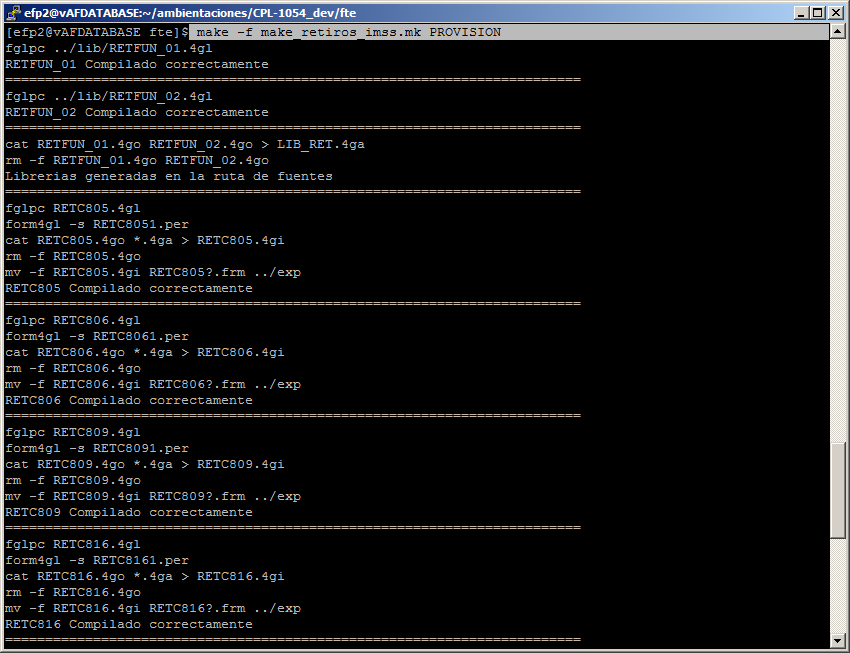 efp2@vAFDATABASE:~/ambientaciones/CPL-1054_dev/fte
[efp2@vAFDATABASE fte]$ make -f make_retiros_imss.mk PROVISION
fglpc ../lib/RETFUN_01.4gl
RETFUN_01 Compilado correctamente
========================================================================
fglpc ../lib/RETFUN_02.4gl
RETFUN_02 Compilado correctamente
========================================================================
cat RETFUN_01.4go RETFUN_02.4go > LIB_RET.4ga
rm -f RETFUN_01.4go RETFUN_02.4go
Librerias generadas en la ruta de fuentes
========================================================================
fglpc RETC805.4gl
form4gl -s RETC8051.per
cat RETC805.4go *.4ga > RETC805.4gi
rm -f RETC805.4go
mv -f RETC805.4gi RETC805?.frm ../exp
RETC805 Compilado correctamente
========================================================================
fglpc RETC806.4gl
form4gl -s RETC8061.per
cat RETC806.4go *.4ga > RETC806.4gi
rm -f RETC806.4go
mv -f RETC806.4gi RETC806?.frm ../exp
RETC806 Compilado correctamente
========================================================================
fglpc RETC809.4gl
form4gl -s RETC8091.per
cat RETC809.4go *.4ga > RETC809.4gi
rm -f RETC809.4go
mv -f RETC809.4gi RETC809?.frm ../exp
RETC809 Compilado correctamente
========================================================================
fglpc RETC816.4gl
form4gl -s RETC8161.per
cat RETC816.4go *.4ga > RETC816.4gi
rm -f RETC816.4go
mv -f RETC816.4gi RETC816?.frm ../exp
RETC816 Compilado correctamente
========================================================================